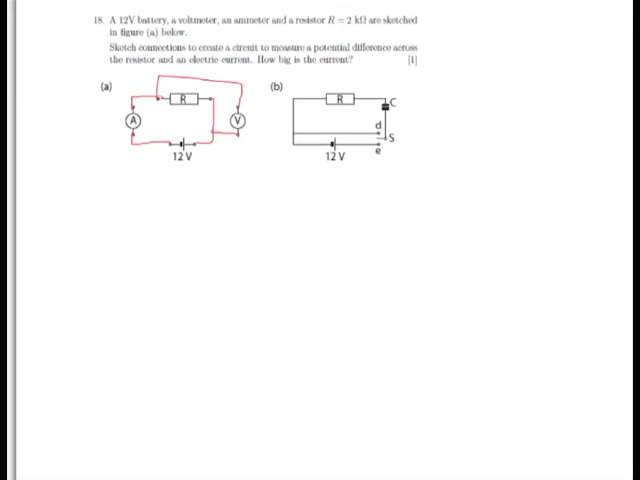 18. A 12V battery, a voltmeter, an ammeter and a resistor R = 2 kΩ are sketched
in figure (a) below.
Sketch connections to create a circuit to measure a potential difference across
the resistor and an electric current. How big is the current? [1]
(a) (b)
R R C
A V d
S
12 V 12 V e